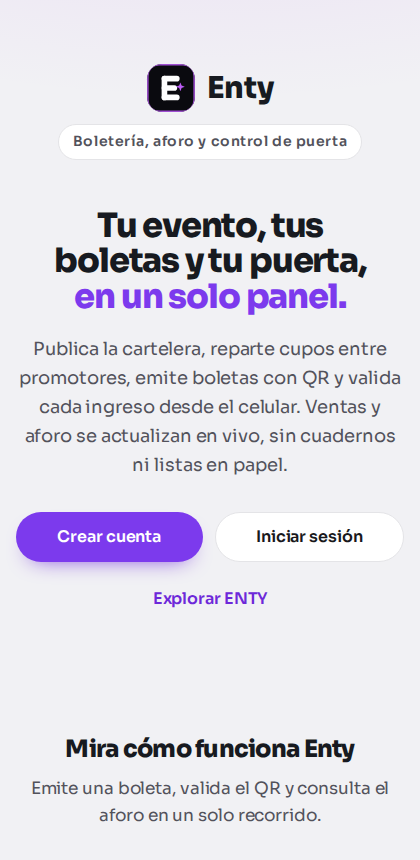 Enty
Boletería, aforo y control de puerta
Tu evento, tus
boletas y tu puerta,
en un solo panel.
Publica la cartelera, reparte cupos entre
promotores, emite boletas con QR y valida
cada ingreso desde el celular. Ventas y
aforo se actualizan en vivo, sin cuadernos
ni listas en papel.
Crear cuenta
Iniciar sesión
Explorar ENTY
Mira cómo funciona Enty
Emite una boleta, valida el QR y consulta el
aforo en un solo recorrido.